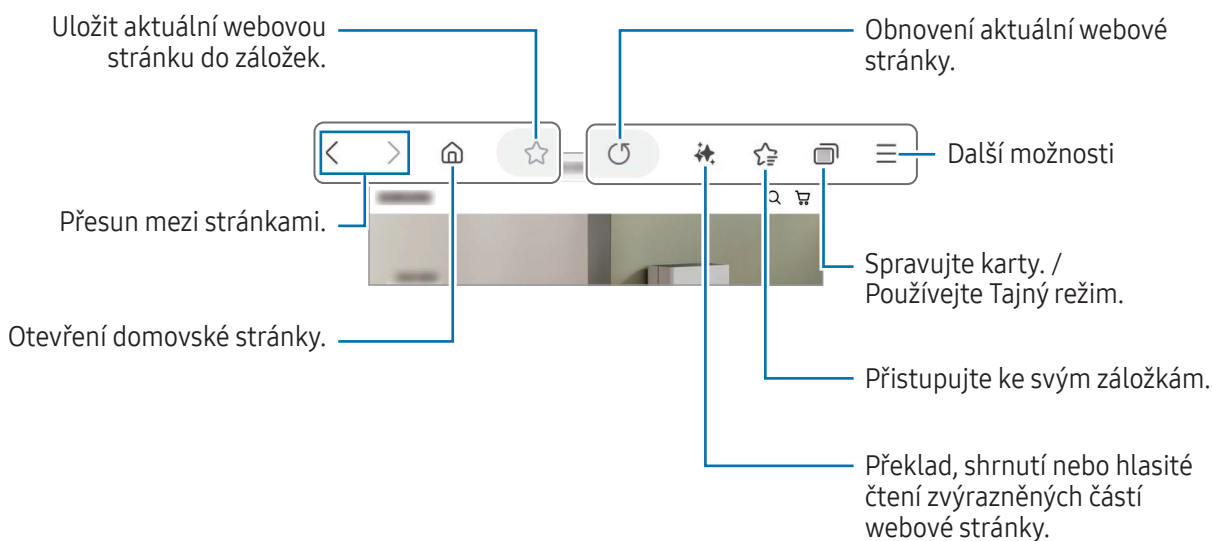 Uložit aktuální webovou
stránku do záložek.
Obnovení aktuální webové
stránky.
Další možnosti
Přesun mezi stránkami.
Spravujte karty. /
Používejte Tajný režim.
Otevření domovské stránky.
Přistupujte ke svým záložkám.
Překlad, shrnutí nebo hlasité
čtení zvýrazněných částí
webové stránky.